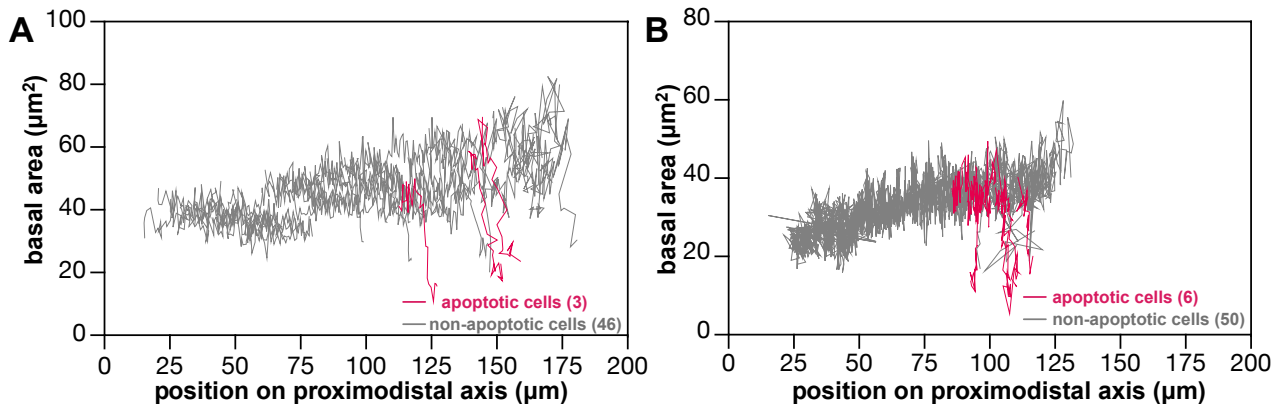 A
basal area (µm²)
100
80
60
40
20
0
apoptotic cells (3)
non-apoptotic cells (46)
0 25 50 75 100 125 150 175 200
position on proximodistal axis (µm)
B
basal area (µm²)
80
60
40
20
0
apoptotic cells (6)
non-apoptotic cells (50)
0 25 50 75 100 125 150 175 200
position on proximodistal axis (µm)